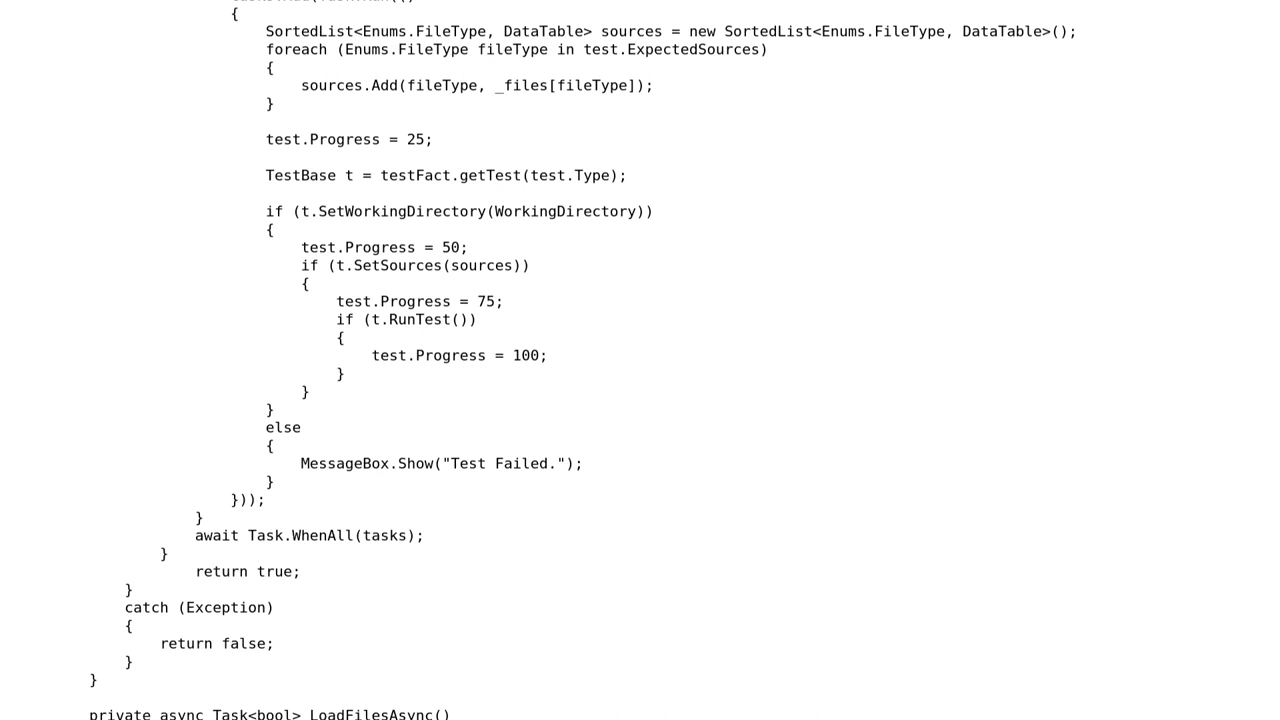 {
SortedList<Enums.FileType, DataTable> sources = new SortedList<Enums.FileType, DataTable>();
foreach (Enums.FileType fileType in test.ExpectedSources)
{
sources.Add(fileType, _files[fileType]);
}
test.Progress = 25;
TestBase t = testFact.getTest(test.Type);
if (t.SetWorkingDirectory(WorkingDirectory))
{
test.Progress = 50;
if (t.SetSources(sources))
{
test.Progress = 75;
if (t.RunTest())
{
test.Progress = 100;
}
}
}
else
{
MessageBox.Show("Test Failed.");
}
}));
}
await Task.WhenAll(tasks);
}
return true;
}
catch (Exception)
{
return false;
}
}
private async Task<bool> LoadFilesAsync()